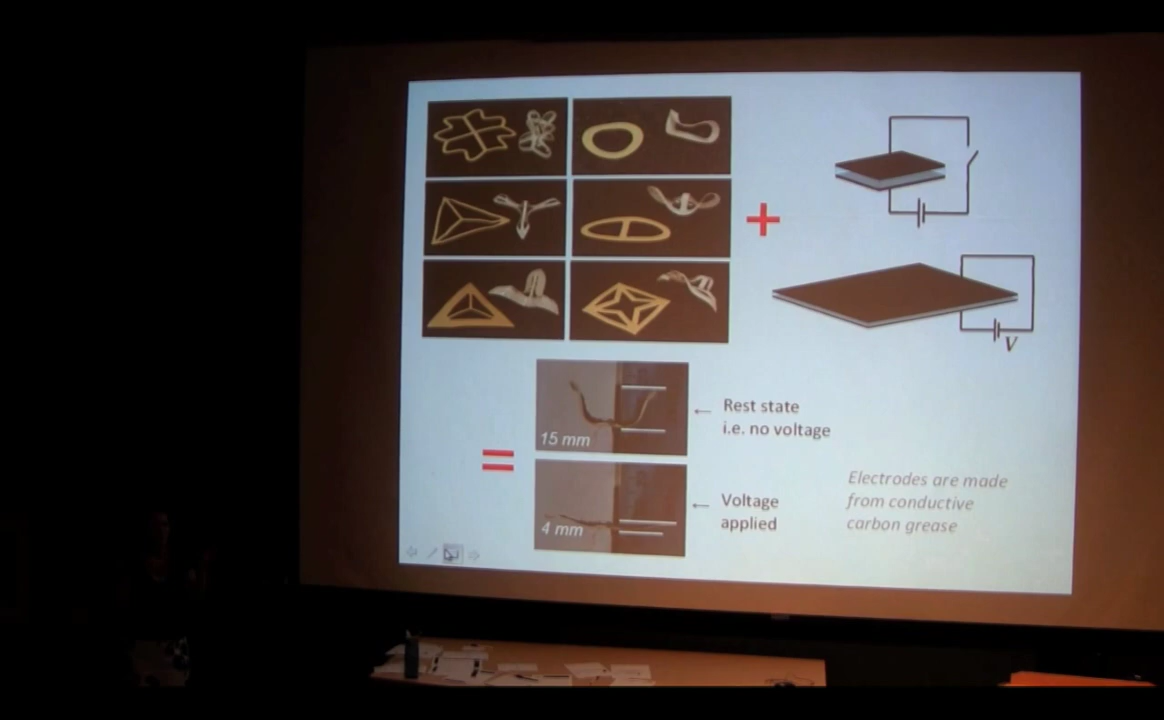 +
V
=
15 mm
← Rest state
i.e. no voltage
4 mm
← Voltage
applied
Electrodes are made
from conductive
carbon grease